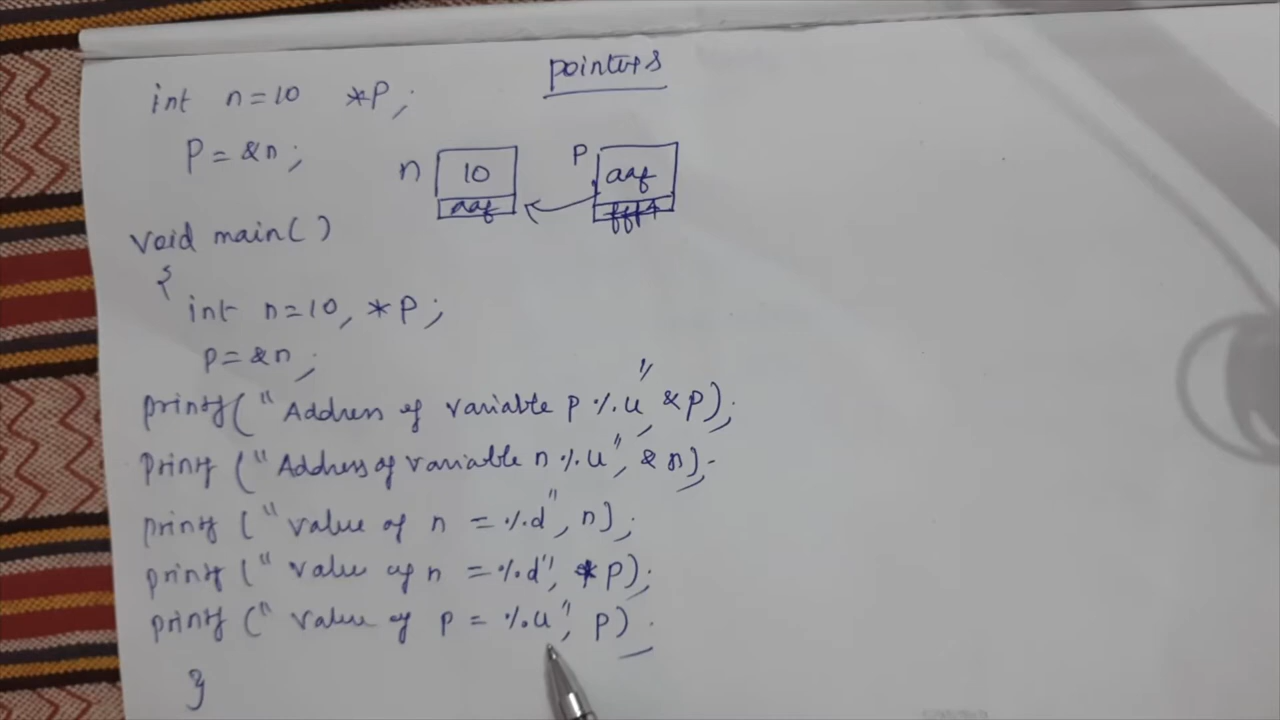 pointers
int n=10 *p;
p=&n;
n 10 p aaf
aaf fff4
void main()
{
int n=10, *p;
p=&n;
printf("Address of variable p %u", &p);
printf("Address of variable n %u", &n);
printf("value of n =%d", n);
printf("value of n =%d", *p);
printf("value of p = %u", p);
}